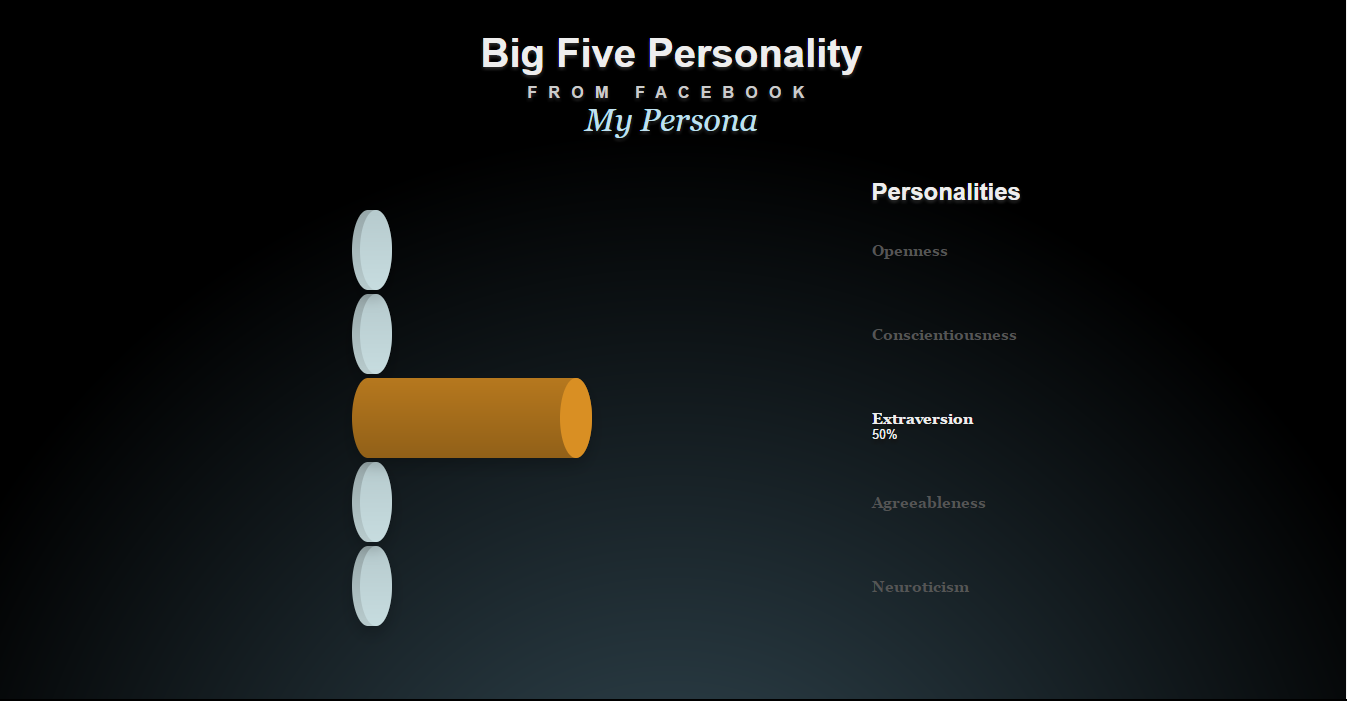 Big Five Personality
FROM FACEBOOK
My Persona
Personalities
Openness
Conscientiousness
Extraversion
50%
Agreeableness
Neuroticism